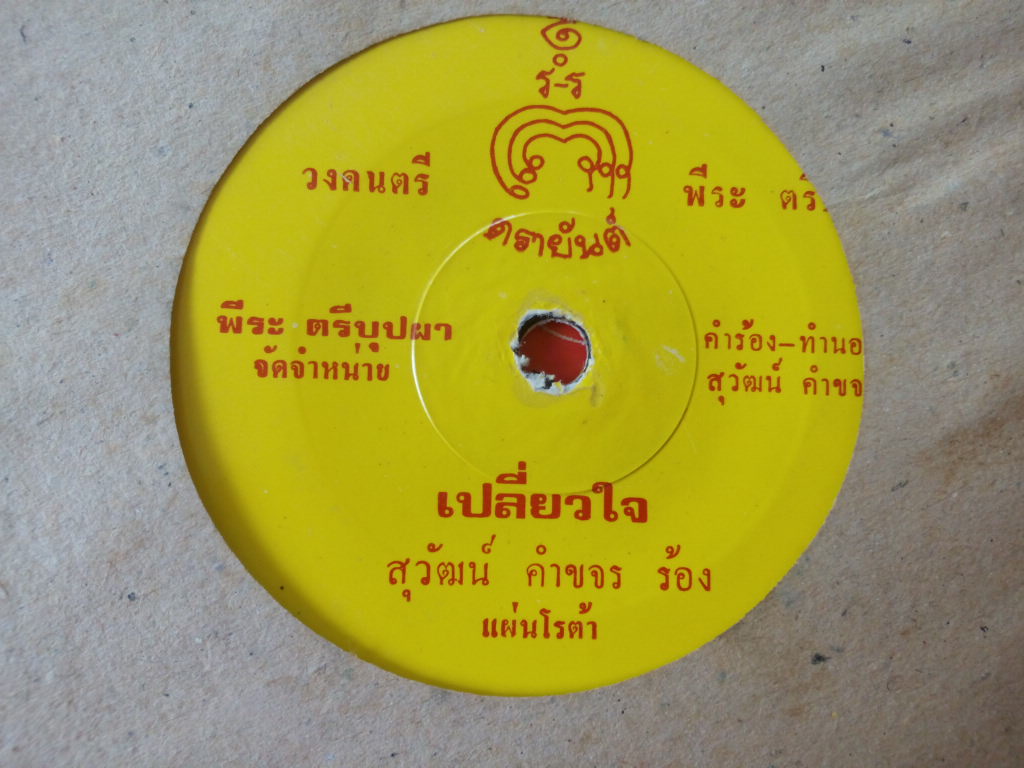 ร-ร
วงดนตรี
พีระ
ตรายันต์
พีระ ตรีบุปผา
จัดจำหน่าย
คำร้อง-ทำนอ
สุวัฒน์ คำขจ
เปลี่ยวใจ
สุวัฒน์ คำขจร ร้อง
แผ่นโรต้า